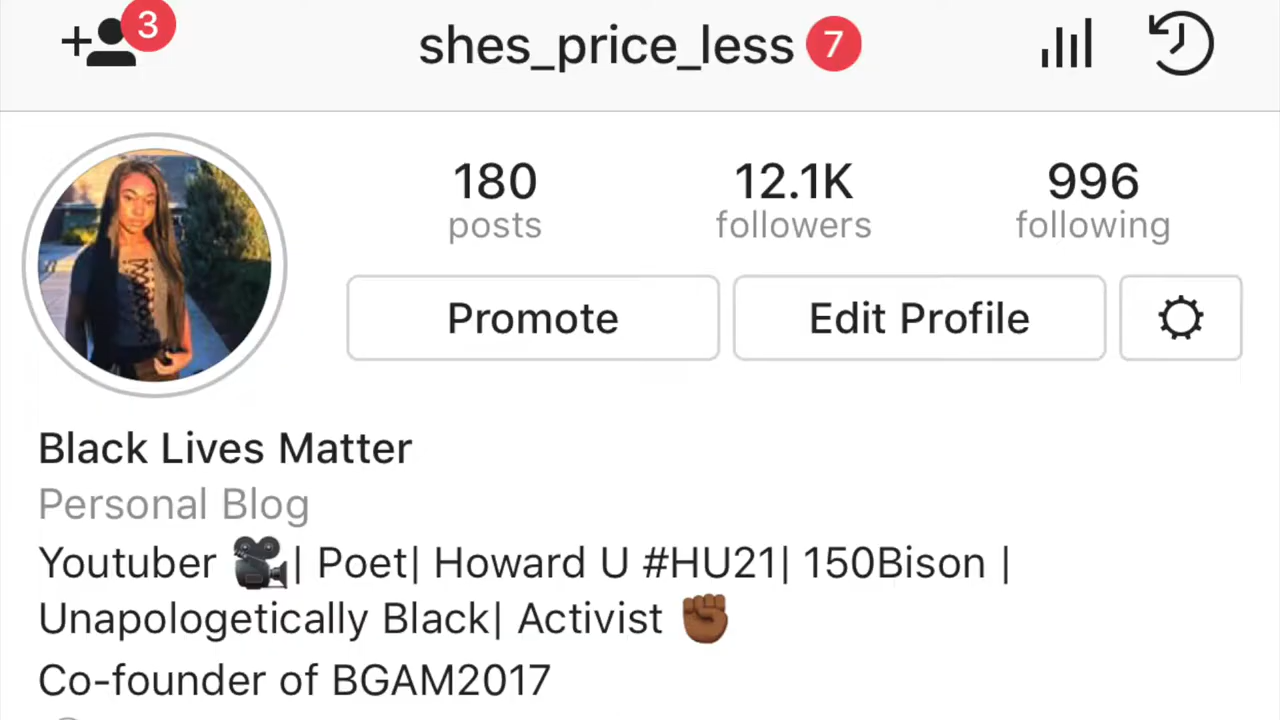 3
shes_price_less 7
180 12.1K 996
posts followers following
Promote Edit Profile
Black Lives Matter
Personal Blog
Youtuber 🎥| Poet| Howard U #HU21| 150Bison |
Unapologetically Black| Activist ✊🏾
Co-founder of BGAM2017